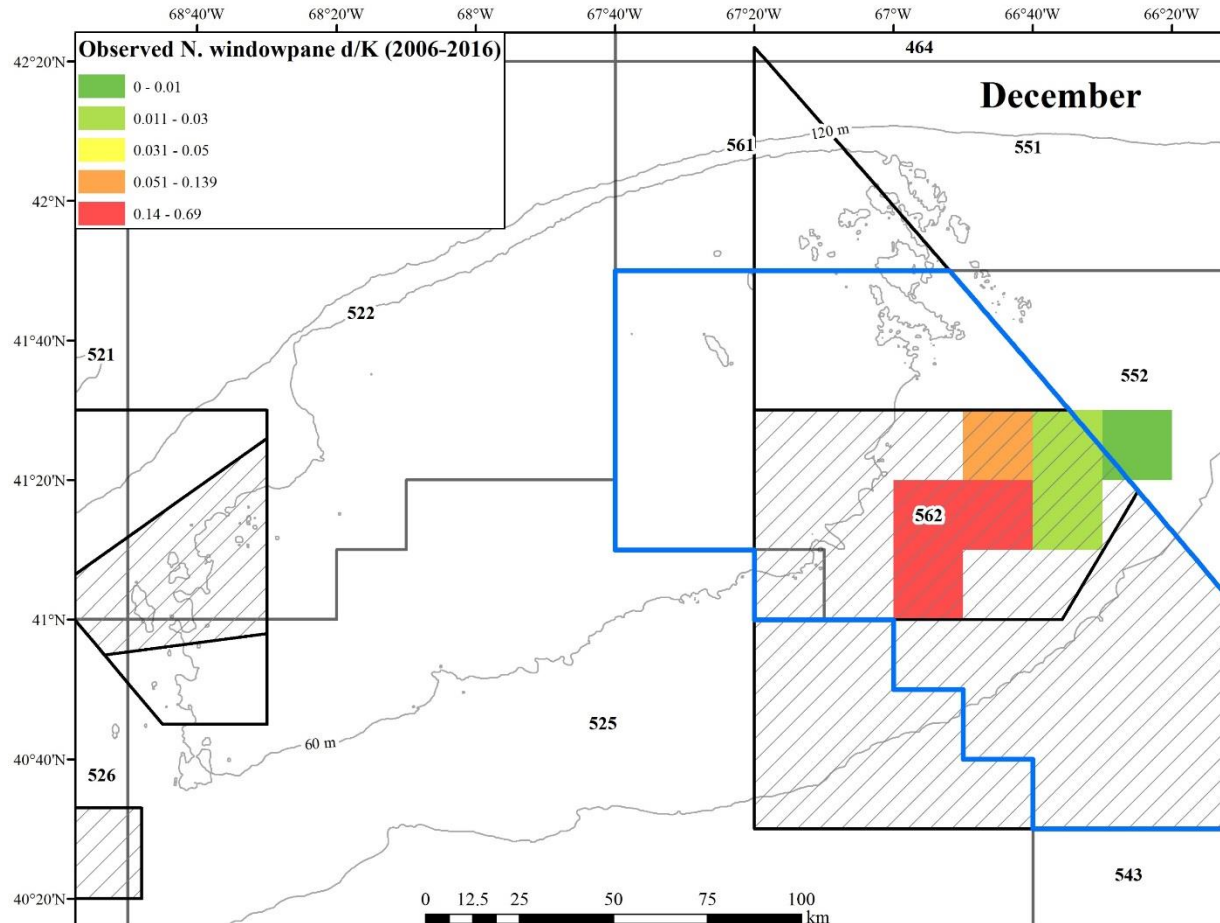 68°40'W 68°20'W 68°W 67°40'W 67°20'W 67°W 66°40'W 66°20'W
Observed N. windowpane d/K (2006-2016)
0 - 0.01
0.011 - 0.03
0.031 - 0.05
0.051 - 0.139
0.14 - 0.69
December
464
42°20'N
561
120 m
551
42°N
522
41°40'N
521
552
41°20'N
562
41°N
525
60 m
40°40'N
526
543
40°20'N
0 12.5 25 50 75 100
km